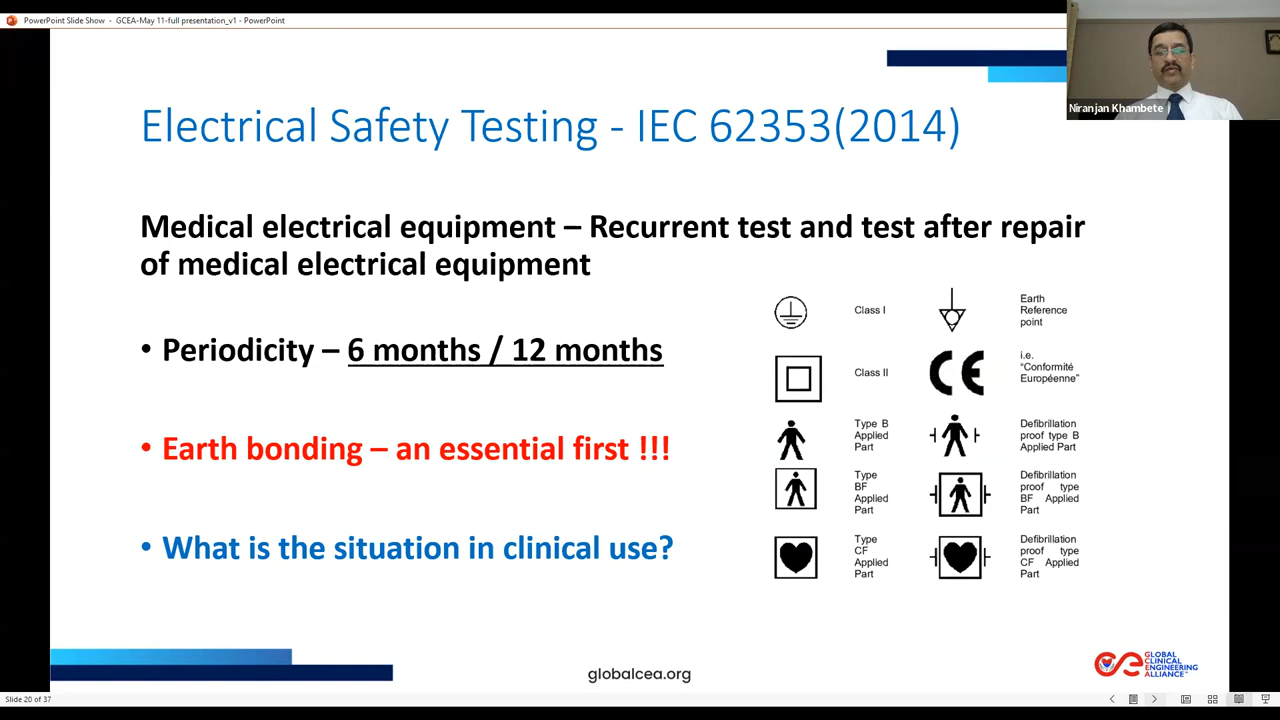 PowerPoint Slide Show - GCEA-May 11-full presentation_v1 - PowerPoint
Niranjan Khambete
Electrical Safety Testing - IEC 62353(2014)
Medical electrical equipment – Recurrent test and test after repair
of medical electrical equipment
• Periodicity – 6 months / 12 months
• Earth bonding – an essential first !!!
• What is the situation in clinical use?
Class I
Earth
Reference
point
Class II
CE
i.e.
“Conformité
Européenne”
Type B
Applied
Part
Defibrillation
proof type B
Applied Part
Type
BF
Applied
Part
Defibrillation
proof type
BF Applied
Part
Type
CF
Applied
Part
Defibrillation
proof type
CF Applied
Part
globalcea.org
GLOBAL
CLINICAL
ENGINEERING
ALLIANCE™
Slide 20 of 37